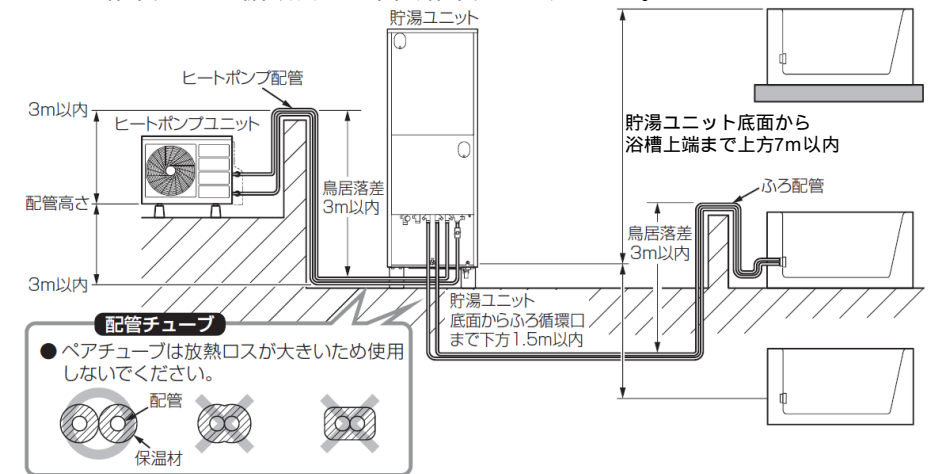 貯湯ユニット
ヒートポンプ配管
3m以内
ヒートポンプユニット
貯湯ユニット底面から
浴槽上端まで上方7m以内
鳥居落差
3m以内
ふろ配管
配管高さ
鳥居落差
3m以内
3m以内
貯湯ユニット
底面からふろ循環口
まで下方1.5m以内
配管チューブ
● ペアチューブは放熱ロスが大きいため使用
しないでください。
配管
保温材